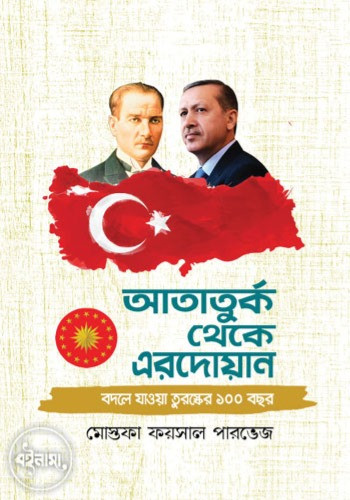 আতাতুর্ক
থেকে
এরদোয়ান
বদলে যাওয়া তুরস্কের ১০০ বছর
মোস্তফা ফয়সাল পারভেজ
বইনামা